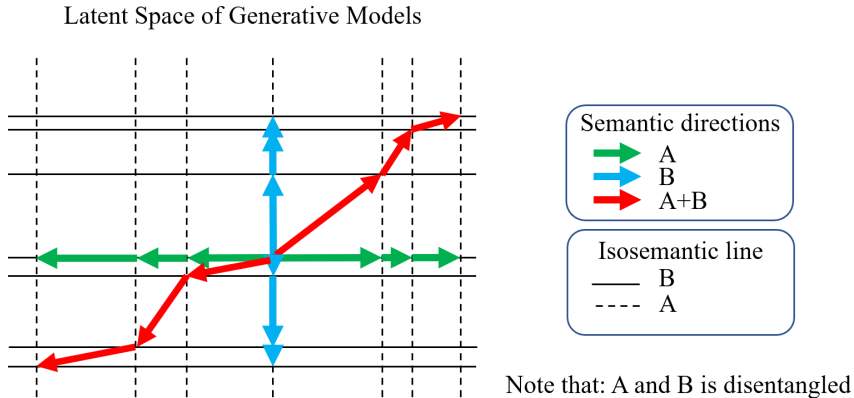 Latent Space of Generative Models
Semantic directions
A
B
A+B
Isosemantic line
B
A
Note that: A and B is disentangled